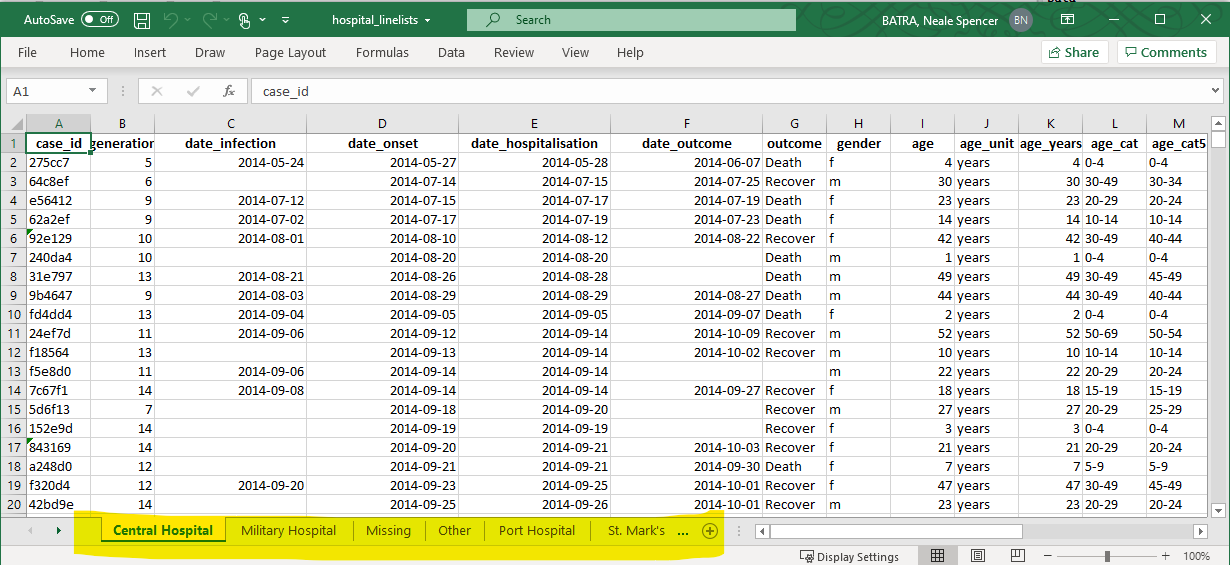 AutoSave Off hospital_linelists Search BATRA, Neale Spencer BN
File Home Insert Draw Page Layout Formulas Data Review View Help Share Comments
A1 fx case_id
A B C D E F G H I J K L M
1 case_id generation date_infection date_onset date_hospitalisation date_outcome outcome gender age age_unit age_years age_cat age_cat5
2 275cc7 5 2014-05-24 2014-05-27 2014-05-28 2014-06-07 Death f 4 years 4 0-4 0-4
3 64c8ef 6 2014-07-14 2014-07-15 2014-07-25 Recover m 30 years 30 30-49 30-34
4 e56412 9 2014-07-12 2014-07-15 2014-07-17 2014-07-19 Death f 23 years 23 20-29 20-24
5 62a2ef 9 2014-07-02 2014-07-17 2014-07-19 2014-07-23 Death f 14 years 14 10-14 10-14
6 92e129 10 2014-08-01 2014-08-10 2014-08-12 2014-08-22 Recover f 42 years 42 30-49 40-44
7 240da4 10 2014-08-20 2014-08-20 Death m 1 years 1 0-4 0-4
8 31e797 13 2014-08-21 2014-08-26 2014-08-28 Death m 49 years 49 30-49 45-49
9 9b4647 9 2014-08-03 2014-08-29 2014-08-29 2014-08-27 Death m 44 years 44 30-49 40-44
10 fd4dd4 13 2014-09-04 2014-09-05 2014-09-05 2014-09-07 Death f 2 years 2 0-4 0-4
11 24ef7d 11 2014-09-06 2014-09-12 2014-09-14 2014-10-09 Recover m 52 years 52 50-69 50-54
12 f18564 13 2014-09-13 2014-09-14 2014-10-02 Recover m 10 years 10 10-14 10-14
13 f5e8d0 11 2014-09-06 2014-09-14 2014-09-14 m 22 years 22 20-29 20-24
14 7c67f1 14 2014-09-08 2014-09-14 2014-09-14 2014-09-27 Recover f 18 years 18 15-19 15-19
15 5d6f13 7 2014-09-18 2014-09-20 Recover m 27 years 27 20-29 25-29
16 152e9d 14 2014-09-19 2014-09-19 Recover f 3 years 3 0-4 0-4
17 843169 14 2014-09-20 2014-09-21 2014-10-03 Recover f 21 years 21 20-29 20-24
18 a248d0 12 2014-09-21 2014-09-21 2014-09-30 Death f 7 years 7 5-9 5-9
19 f320d4 12 2014-09-20 2014-09-23 2014-09-25 2014-10-01 Recover f 47 years 47 30-49 45-49
20 42bd9e 14 2014-09-25 2014-09-26 2014-10-01 Recover m 23 years 23 20-29 20-24
Central Hospital Military Hospital Missing Other Port Hospital St. Mark's ...
Display Settings 100%